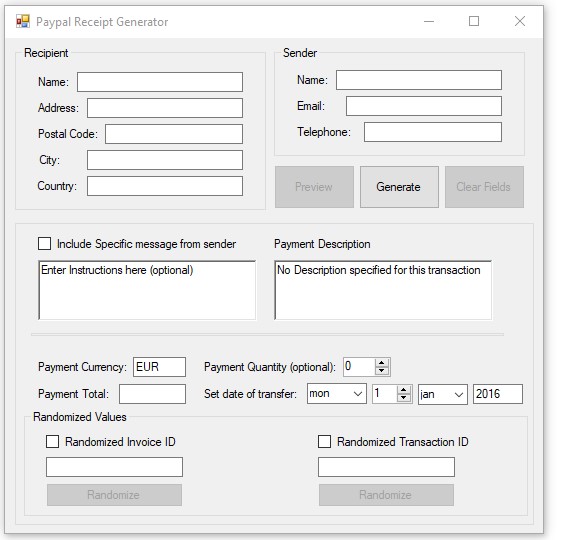 Paypal Receipt Generator
Recipient
Name:
Address:
Postal Code:
City:
Country:
Sender
Name:
Email:
Telephone:
Preview
Generate
Clear Fields
Include Specific message from sender
Enter Instructions here (optional)
Payment Description
No Description specified for this transaction
Payment Currency: EUR
Payment Quantity (optional): 0
Payment Total:
Set date of transfer: mon 1 jan 2016
Randomized Values
Randomized Invoice ID
Randomize
Randomized Transaction ID
Randomize